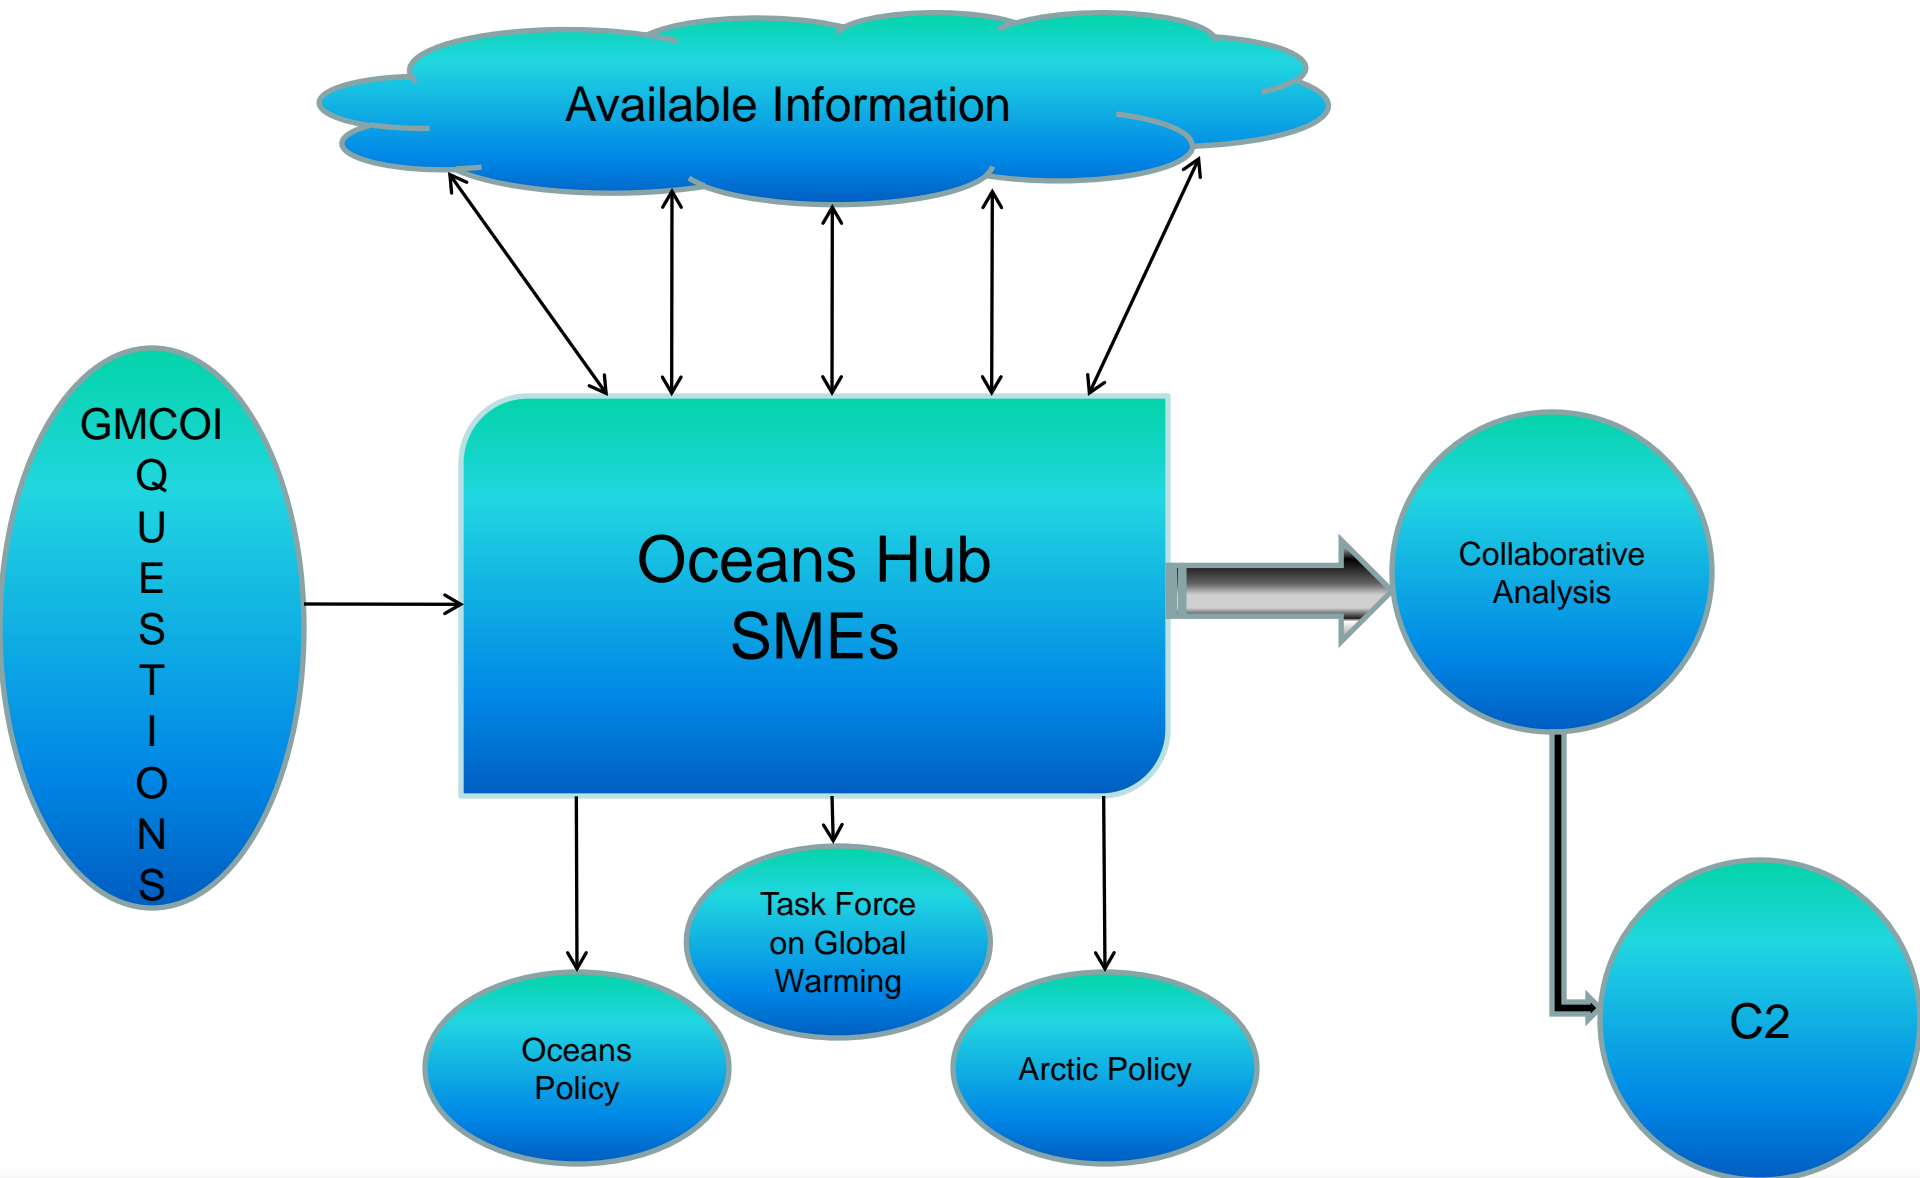 Available Information
GMCOI
Q
U
E
S
T
I
O
N
S
Oceans Hub
SMEs
Collaborative
Analysis
Task Force
on Global
Warming
Oceans
Policy
Arctic Policy
C2